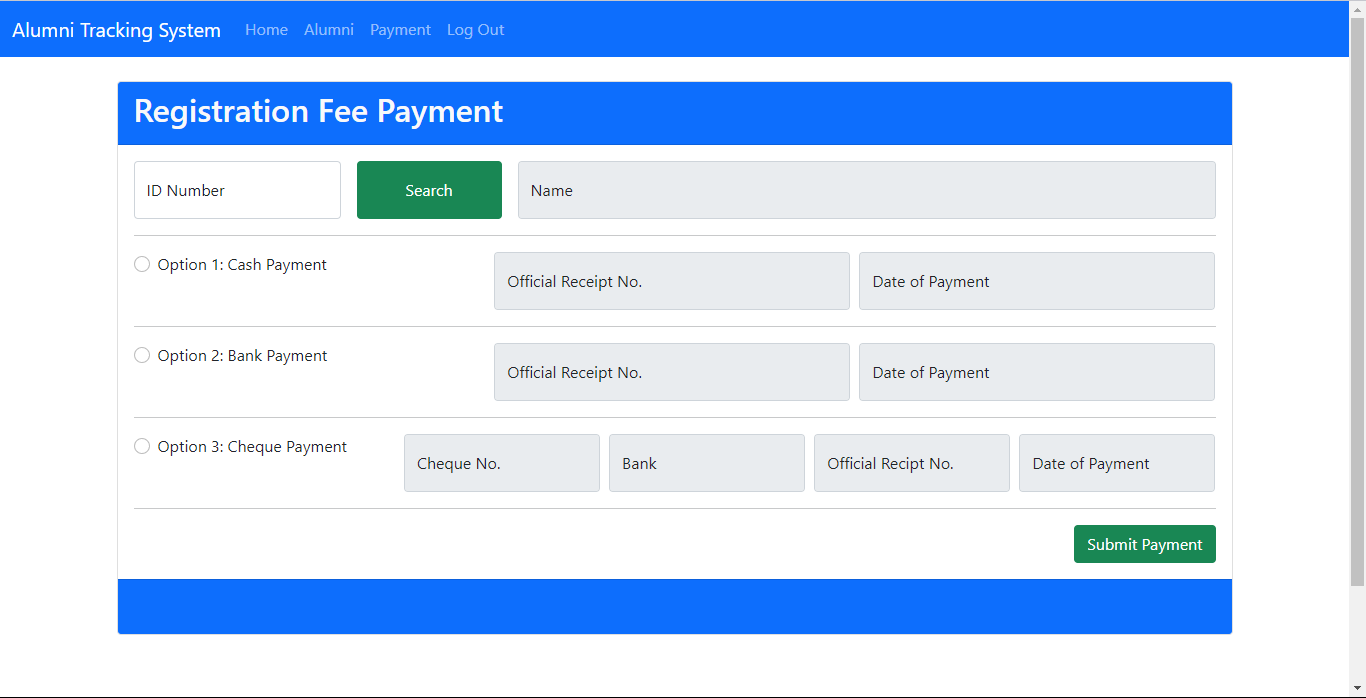 Alumni Tracking System Home Alumni Payment Log Out
Registration Fee Payment
ID Number Search Name
Option 1: Cash Payment Official Receipt No. Date of Payment
Option 2: Bank Payment Official Receipt No. Date of Payment
Option 3: Cheque Payment Cheque No. Bank Official Recipt No. Date of Payment
Submit Payment